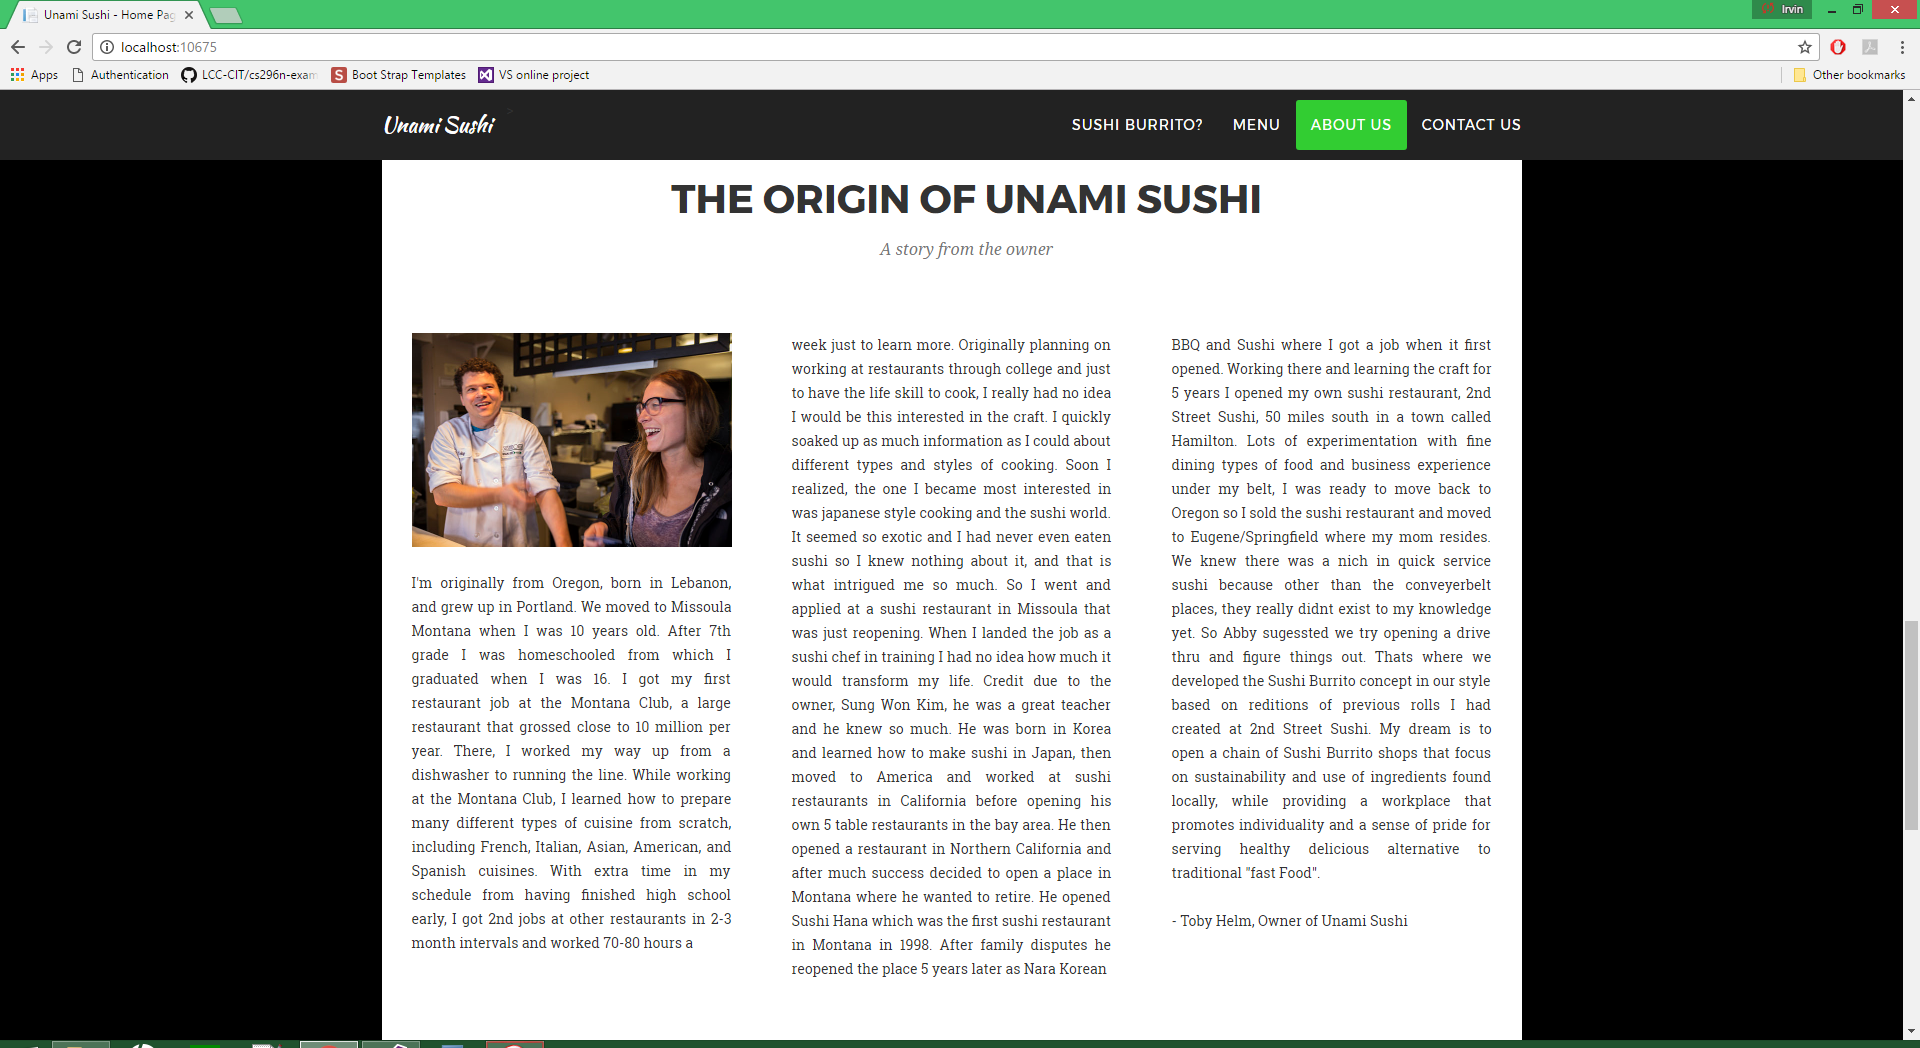 Unami Sushi - Home Pag
Irvin
localhost:10675
Apps
Authentication
LCC-CIT/cs296n-exam
Boot Strap Templates
VS online project
Other bookmarks
Unami Sushi
>
SUSHI BURRITO?
MENU
ABOUT US
CONTACT US
THE ORIGIN OF UNAMI SUSHI
A story from the owner
I'm originally from Oregon, born in Lebanon,
and grew up in Portland. We moved to Missoula
Montana when I was 10 years old. After 7th
grade I was homeschooled from which I
graduated when I was 16. I got my first
restaurant job at the Montana Club, a large
restaurant that grossed close to 10 million per
year. There, I worked my way up from a
dishwasher to running the line. While working
at the Montana Club, I learned how to prepare
many different types of cuisine from scratch,
including French, Italian, Asian, American, and
Spanish cuisines. With extra time in my
schedule from having finished high school
early, I got 2nd jobs at other restaurants in 2-3
month intervals and worked 70-80 hours a
week just to learn more. Originally planning on
working at restaurants through college and just
to have the life skill to cook, I really had no idea
I would be this interested in the craft. I quickly
soaked up as much information as I could about
different types and styles of cooking. Soon I
realized, the one I became most interested in
was japanese style cooking and the sushi world.
It seemed so exotic and I had never even eaten
sushi so I knew nothing about it, and that is
what intrigued me so much. So I went and
applied at a sushi restaurant in Missoula that
was just reopening. When I landed the job as a
sushi chef in training I had no idea how much it
would transform my life. Credit due to the
owner, Sung Won Kim, he was a great teacher
and he knew so much. He was born in Korea
and learned how to make sushi in Japan, then
moved to America and worked at sushi
restaurants in California before opening his
own 5 table restaurants in the bay area. He then
opened a restaurant in Northern California and
after much success decided to open a place in
Montana where he wanted to retire. He opened
Sushi Hana which was the first sushi restaurant
in Montana in 1998. After family disputes he
reopened the place 5 years later as Nara Korean
BBQ and Sushi where I got a job when it first
opened. Working there and learning the craft for
5 years I opened my own sushi restaurant, 2nd
Street Sushi, 50 miles south in a town called
Hamilton. Lots of experimentation with fine
dining types of food and business experience
under my belt, I was ready to move back to
Oregon so I sold the sushi restaurant and moved
to Eugene/Springfield where my mom resides.
We knew there was a nich in quick service
sushi because other than the conveyerbelt
places, they really didnt exist to my knowledge
yet. So Abby sugessted we try opening a drive
thru and figure things out. Thats where we
developed the Sushi Burrito concept in our style
based on reditions of previous rolls I had
created at 2nd Street Sushi. My dream is to
open a chain of Sushi Burrito shops that focus
on sustainability and use of ingredients found
locally, while providing a workplace that
promotes individuality and a sense of pride for
serving healthy delicious alternative to
traditional "fast Food".
- Toby Helm, Owner of Unami Sushi